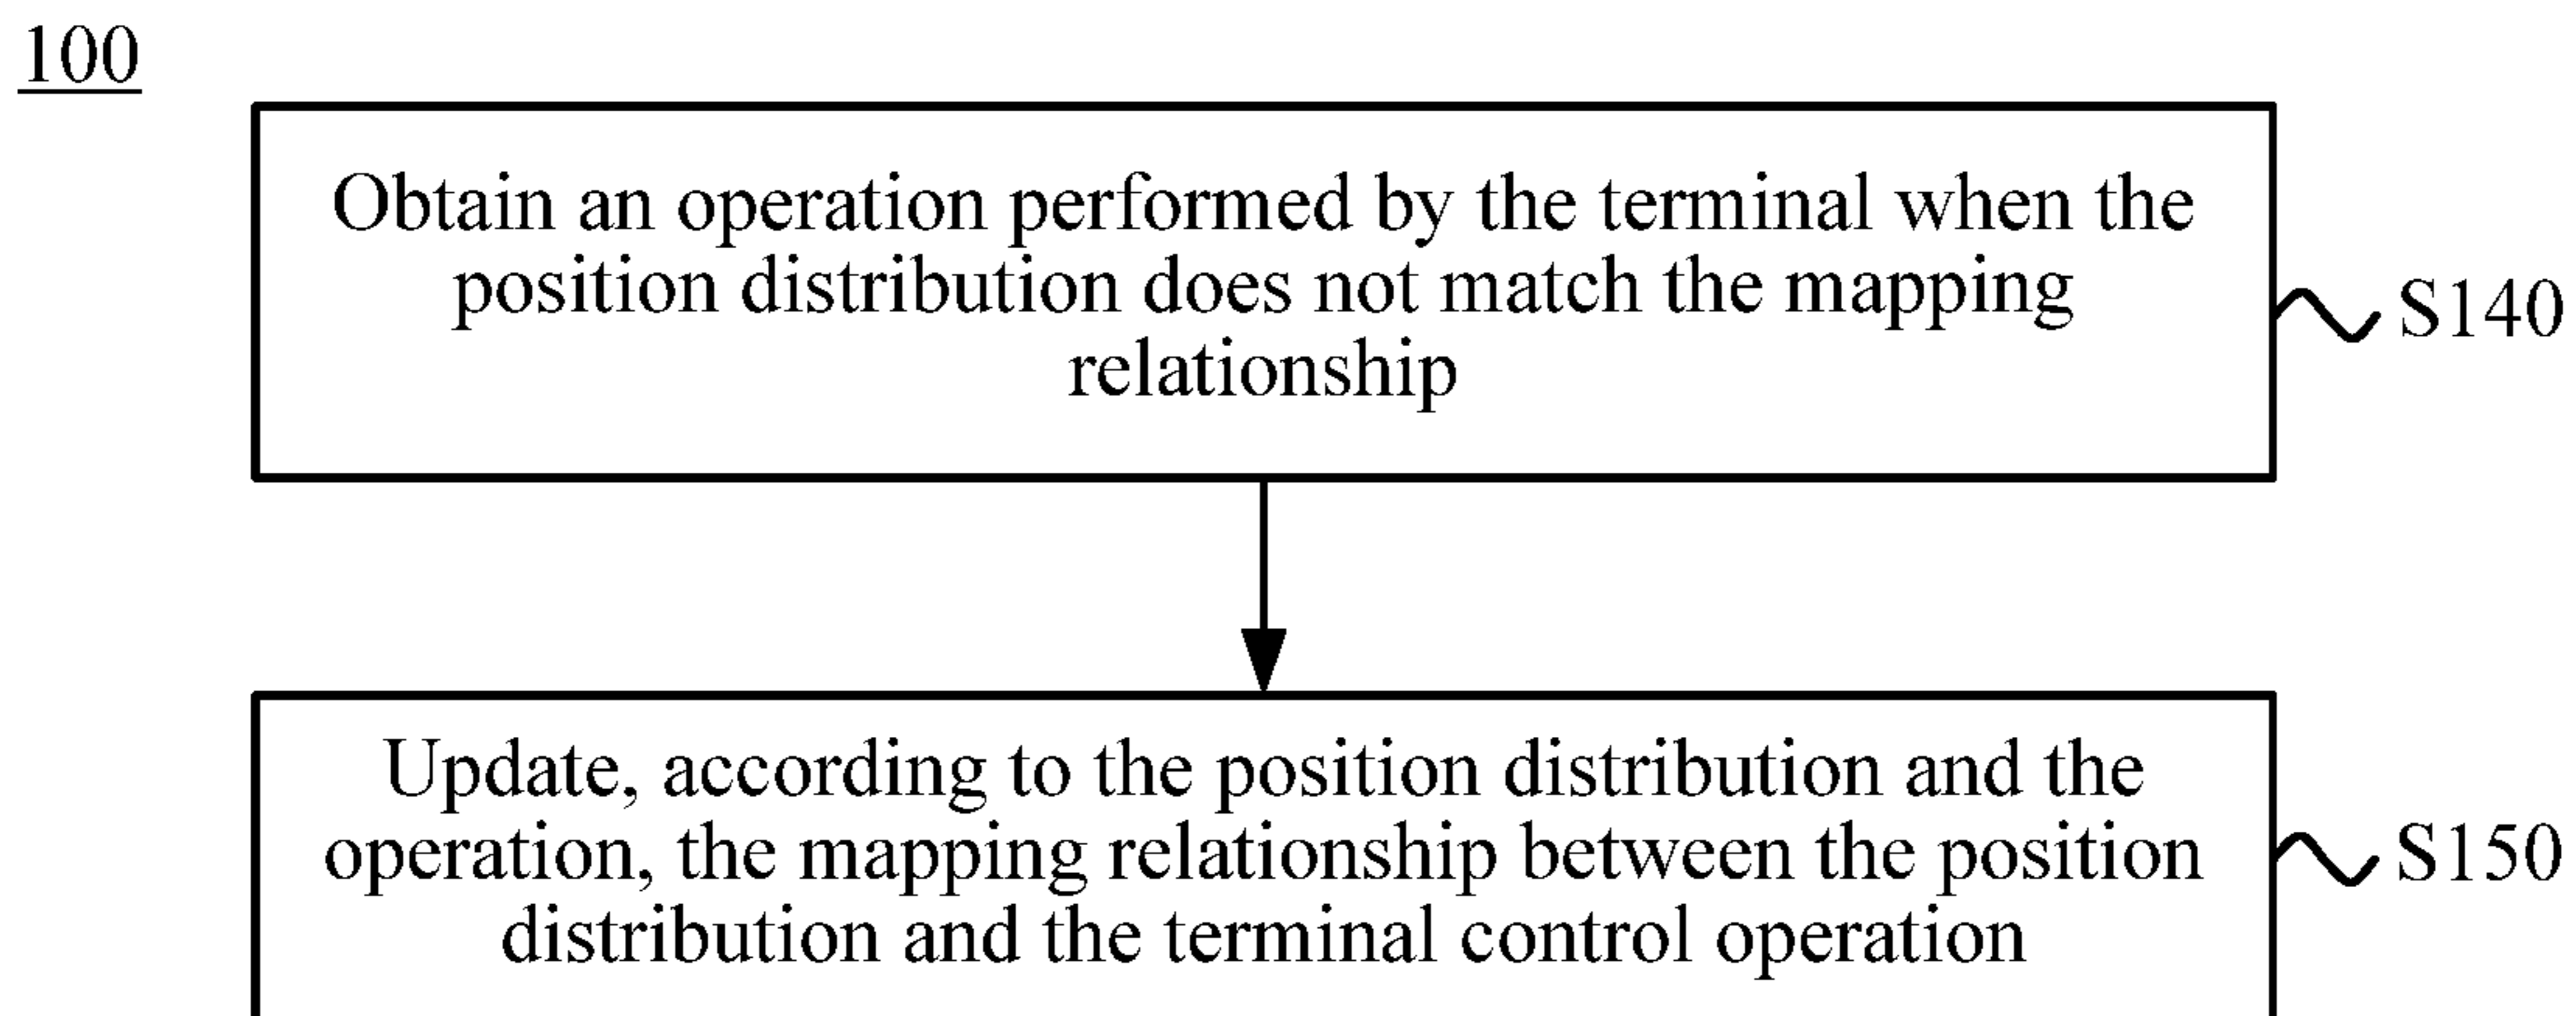 100
Obtain an operation performed by the terminal when the
position distribution does not match the mapping
relationship
S140
Update, according to the position distribution and the
operation, the mapping relationship between the position
distribution and the terminal control operation
S150